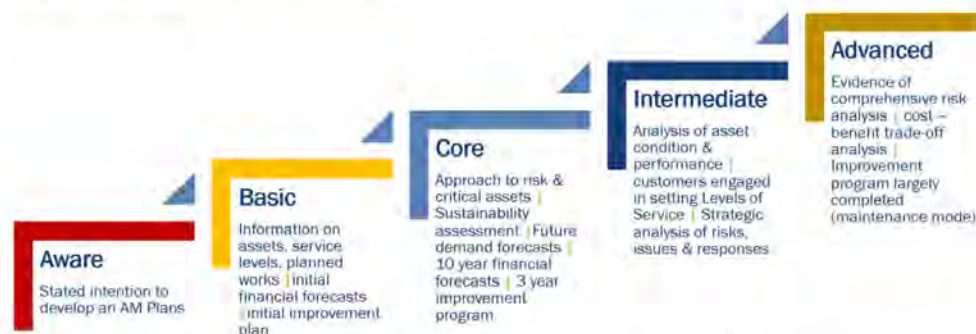 Aware
Stated intention to
develop an AM Plans
Basic
Information on
assets, service
levels, planned
works | initial
financial forecasts
| initial improvement
plan
Core
Approach to risk &
critical assets |
Sustainability
assessment | Future
demand forecasts |
10 year financial
forecasts | 3 year
improvement
program
Intermediate
Analysis of asset
condition &
performance |
customers engaged
in setting Levels of
Service | Strategic
analysis of risks,
issues & responses
Advanced
Evidence of
comprehensive risk
analysis | cost –
benefit trade-off
analysis |
Improvement
program largely
completed
(maintenance mode)